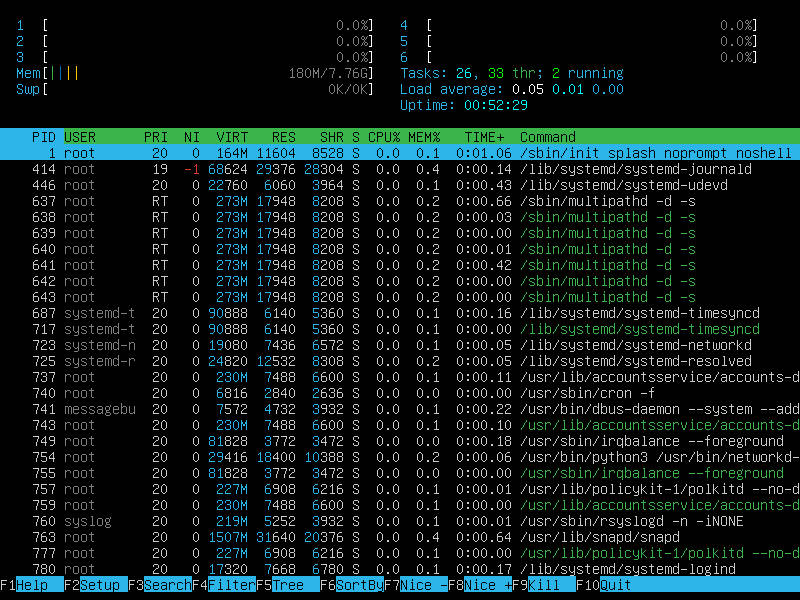 1  [                                    0.0%]   4  [                                    0.0%]
2  [                                    0.0%]   5  [                                    0.0%]
3  [                                    0.0%]   6  [                                    0.0%]
Mem[||||                          180M/7.76G]   Tasks: 26, 33 thr; 2 running
Swp[                                   0K/0K]   Load average: 0.05 0.01 0.00
Uptime: 00:52:29
PID USER      PRI  NI  VIRT   RES   SHR S CPU% MEM%   TIME+  Command
1 root       20   0  164M 11604  8528 S  0.0  0.1  0:01.06 /sbin/init splash noprompt noshell
414 root       19  -1 68624 29376 28304 S  0.0  0.4  0:00.14 /lib/systemd/systemd-journald
446 root       20   0 22760  6060  3964 S  0.0  0.1  0:00.43 /lib/systemd/systemd-udevd
637 root       RT   0  273M 17948  8208 S  0.0  0.2  0:00.66 /sbin/multipathd -d -s
638 root       RT   0  273M 17948  8208 S  0.0  0.2  0:00.03 /sbin/multipathd -d -s
639 root       RT   0  273M 17948  8208 S  0.0  0.2  0:00.00 /sbin/multipathd -d -s
640 root       RT   0  273M 17948  8208 S  0.0  0.2  0:00.01 /sbin/multipathd -d -s
641 root       RT   0  273M 17948  8208 S  0.0  0.2  0:00.42 /sbin/multipathd -d -s
642 root       RT   0  273M 17948  8208 S  0.0  0.2  0:00.00 /sbin/multipathd -d -s
643 root       RT   0  273M 17948  8208 S  0.0  0.2  0:00.00 /sbin/multipathd -d -s
687 systemd-t  20   0 90888  6140  5360 S  0.0  0.1  0:00.16 /lib/systemd/systemd-timesyncd
717 systemd-t  20   0 90888  6140  5360 S  0.0  0.1  0:00.00 /lib/systemd/systemd-timesyncd
723 systemd-n  20   0 19080  7436  6572 S  0.0  0.1  0:00.05 /lib/systemd/systemd-networkd
725 systemd-r  20   0 24820 12532  8308 S  0.0  0.2  0:00.05 /lib/systemd/systemd-resolved
737 root       20   0  230M  7488  6600 S  0.0  0.1  0:00.11 /usr/lib/accountsservice/accounts-d
740 root       20   0  6816  2840  2636 S  0.0  0.0  0:00.00 /usr/sbin/cron -f
741 messagebu  20   0  7572  4732  3932 S  0.0  0.1  0:00.22 /usr/bin/dbus-daemon --system --add
743 root       20   0  230M  7488  6600 S  0.0  0.1  0:00.10 /usr/lib/accountsservice/accounts-d
749 root       20   0 81828  3772  3472 S  0.0  0.0  0:00.18 /usr/sbin/irqbalance --foreground
754 root       20   0 29416 18400 10388 S  0.0  0.2  0:00.06 /usr/bin/python3 /usr/bin/networkd-
755 root       20   0 81828  3772  3472 S  0.0  0.0  0:00.00 /usr/sbin/irqbalance --foreground
757 root       20   0  227M  6908  6216 S  0.0  0.1  0:00.01 /usr/lib/policykit-1/polkitd --no-d
759 root       20   0  230M  7488  6600 S  0.0  0.1  0:00.00 /usr/lib/accountsservice/accounts-d
760 syslog     20   0  219M  5252  3932 S  0.0  0.1  0:00.01 /usr/sbin/rsyslogd -n -iNONE
763 root       20   0 1507M 31640 20376 S  0.0  0.4  0:00.64 /usr/lib/snapd/snapd
777 root       20   0  227M  6908  6216 S  0.0  0.1  0:00.00 /usr/lib/policykit-1/polkitd --no-d
780 root       20   0 17320  7668  6780 S  0.0  0.1  0:00.17 /lib/systemd/systemd-logind
F1Help  F2Setup F3SearchF4FilterF5Tree  F6SortByF7Nice -F8Nice +F9Kill  F10Quit